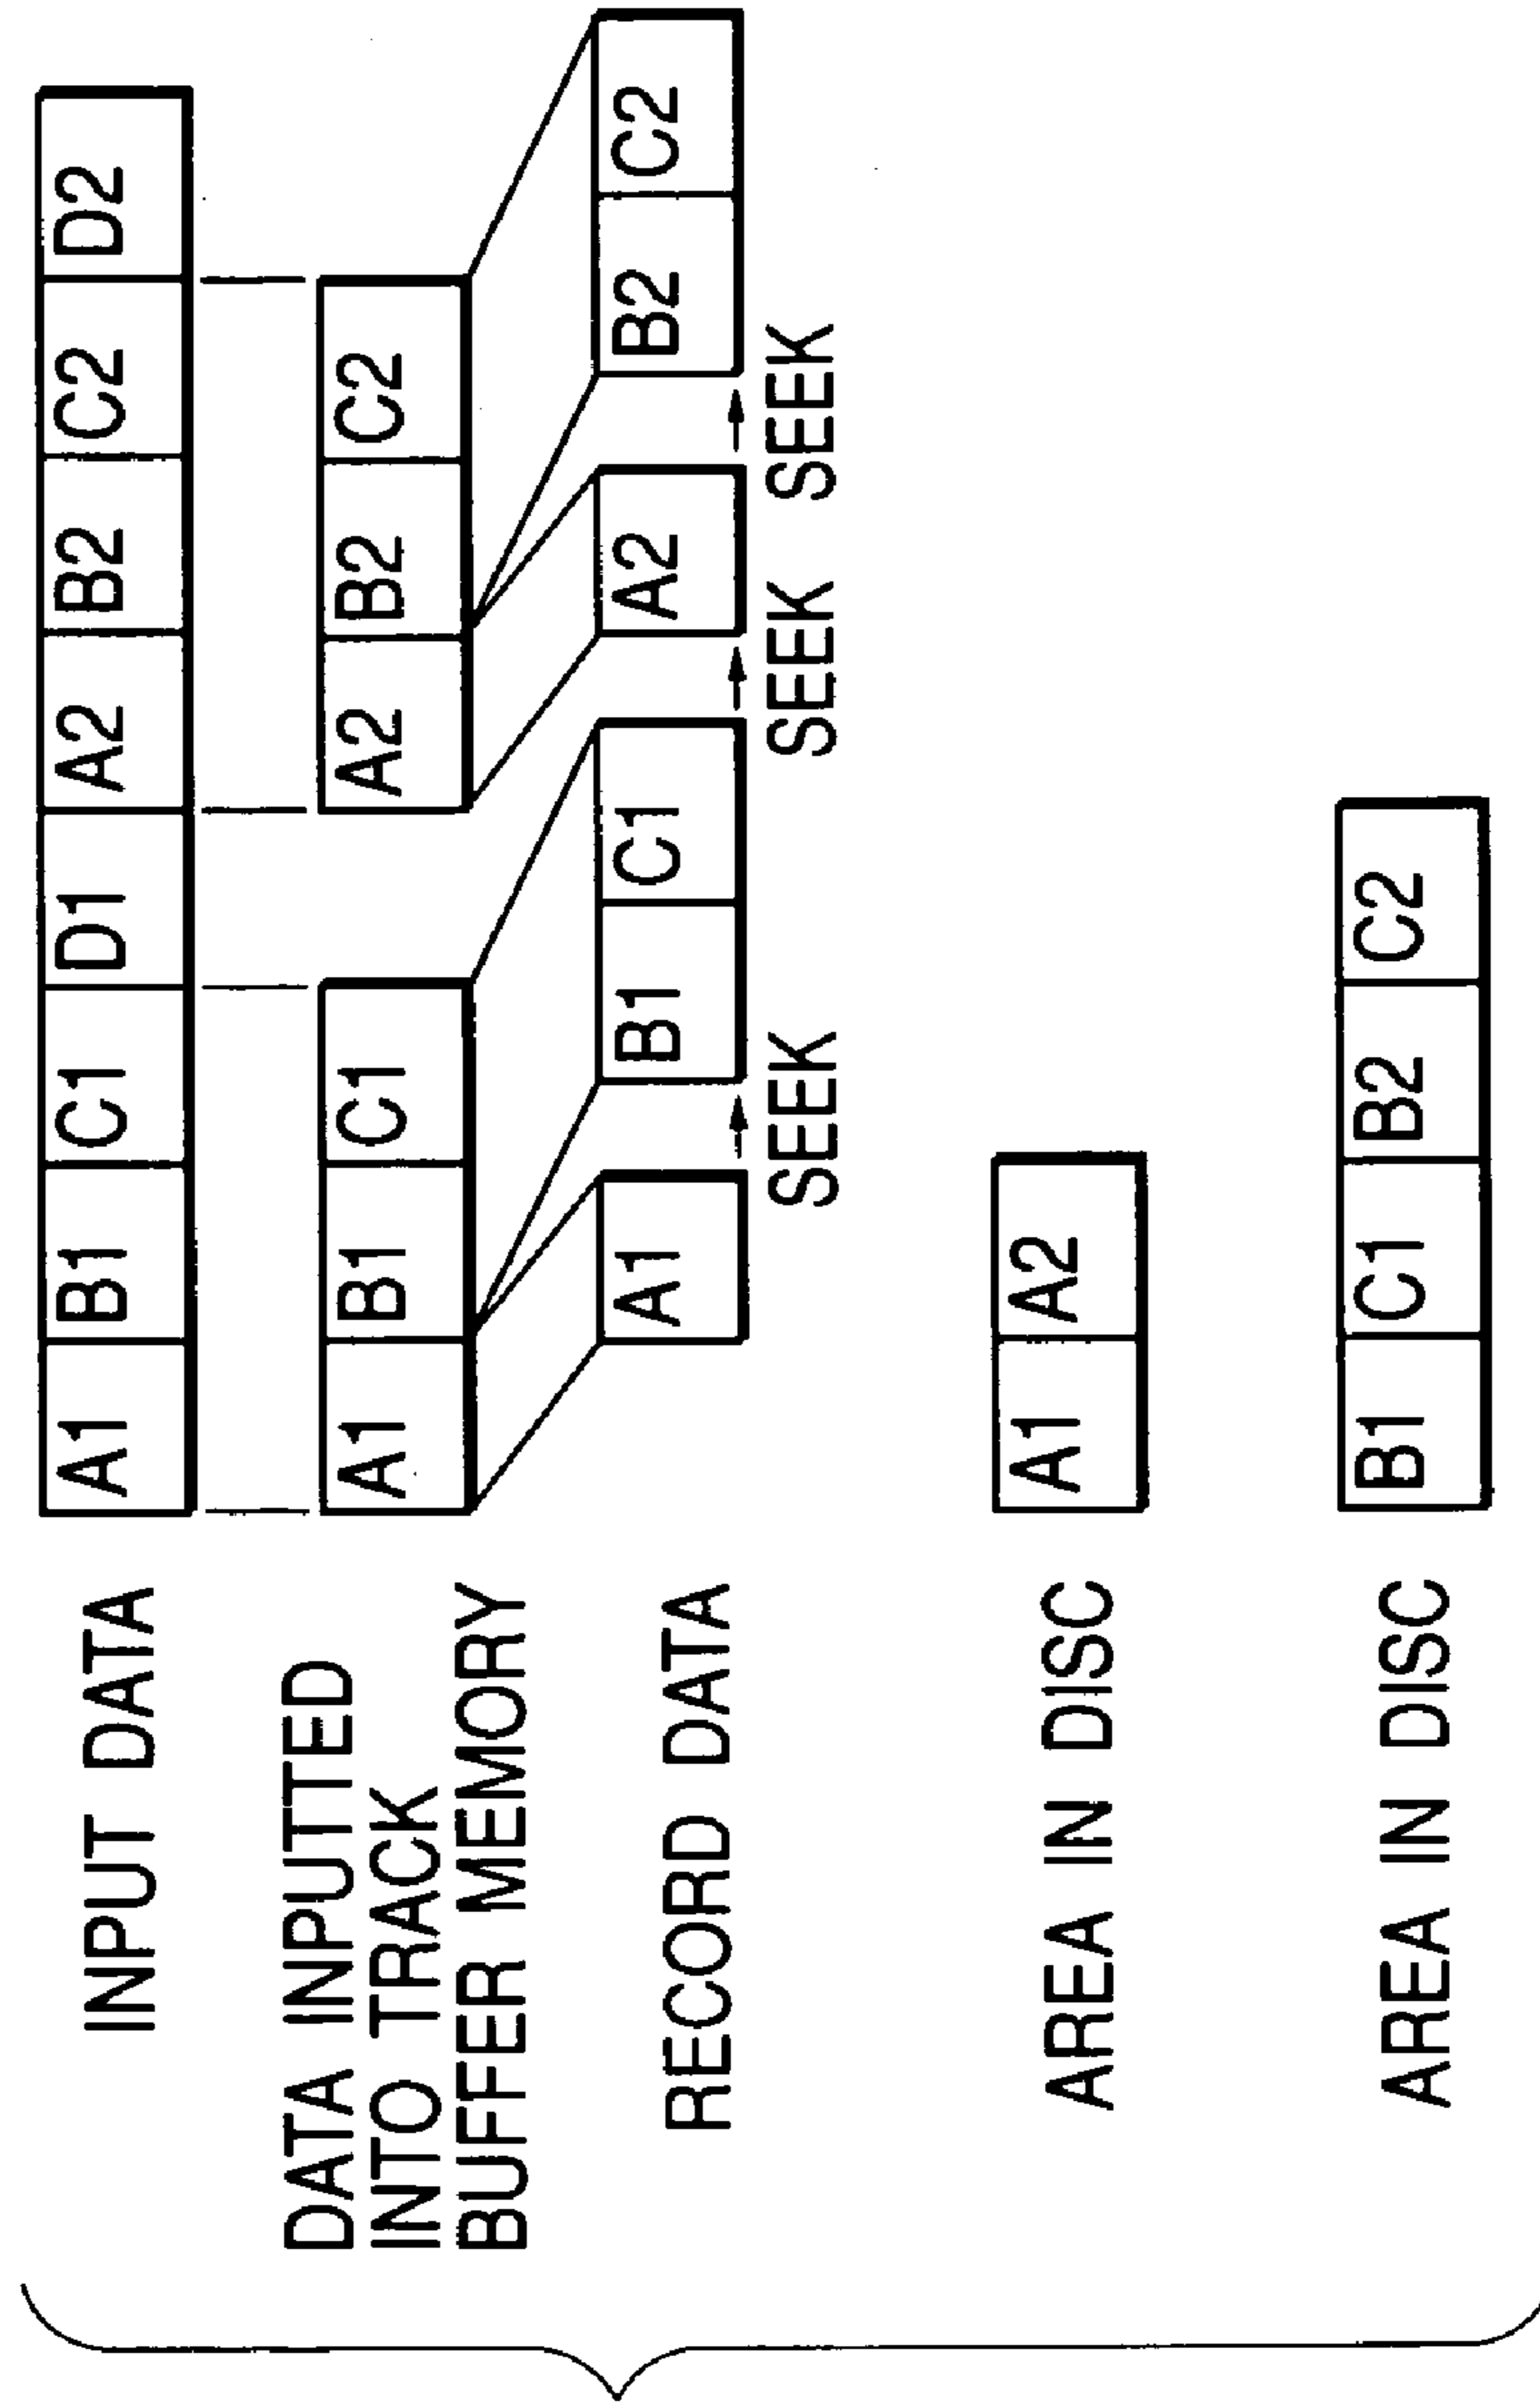 INPUT DATA
A1 B1 C1 D1 A2 B2 C2 D2
DATA INPUTTED
INTO TRACK
BUFFER MEMORY
A1 B1 C1 A2 B2 C2
RECORD DATA
A1 B1 C1 A2 B2 C2
SEEK SEEK SEEK
AREA IN DISC
A1 A2
AREA IN DISC
B1 C1 B2 C2